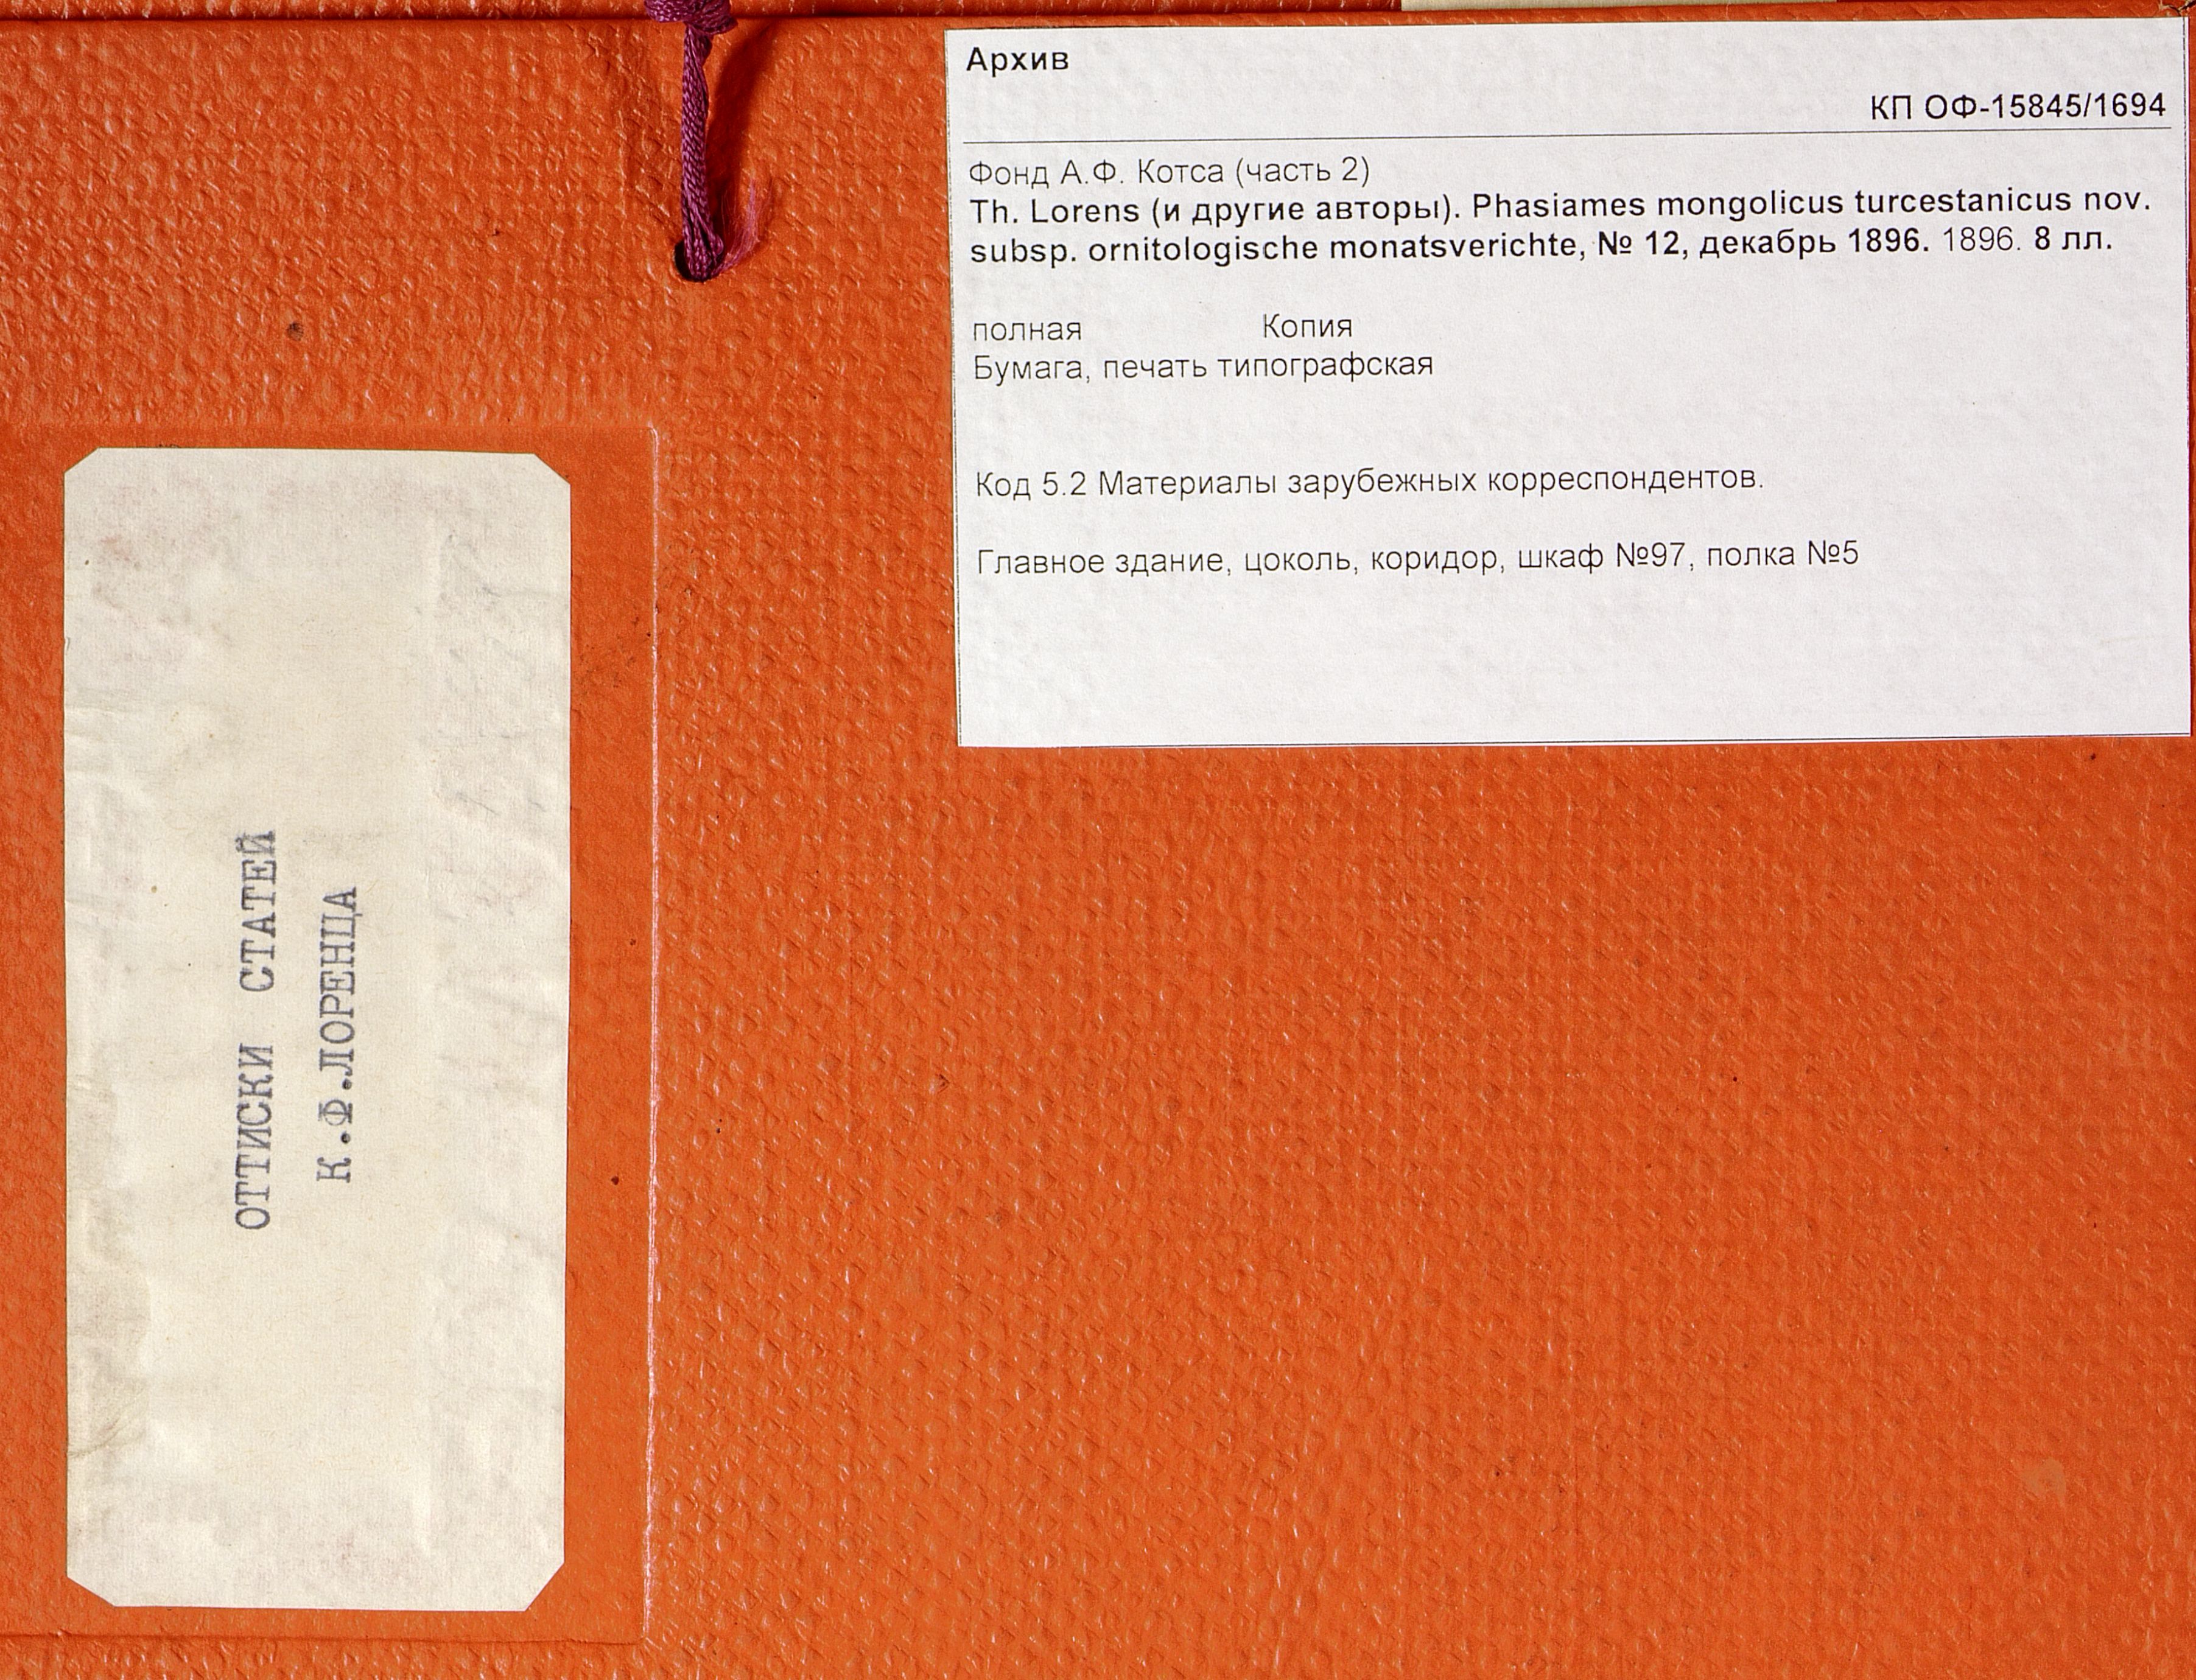 Архив
КП ОФ-15845/1694
Фонд А.Ф. Котса (часть 2)
Th. Lorens (и другие авторы). Phasiames mongolicus turcestanicus nov.
subsp. ornitologische monatsverichte, № 12, декабрь 1896. 1896. 8 лл.
полная Копия
Бумага, печать типографская
Код 5.2 Материалы зарубежных корреспондентов.
Главное здание, цоколь, коридор, шкаф №97, полка №5
ОТТИСКИ СТАТЕЙ
К.Ф.ЛОРЕНЦА